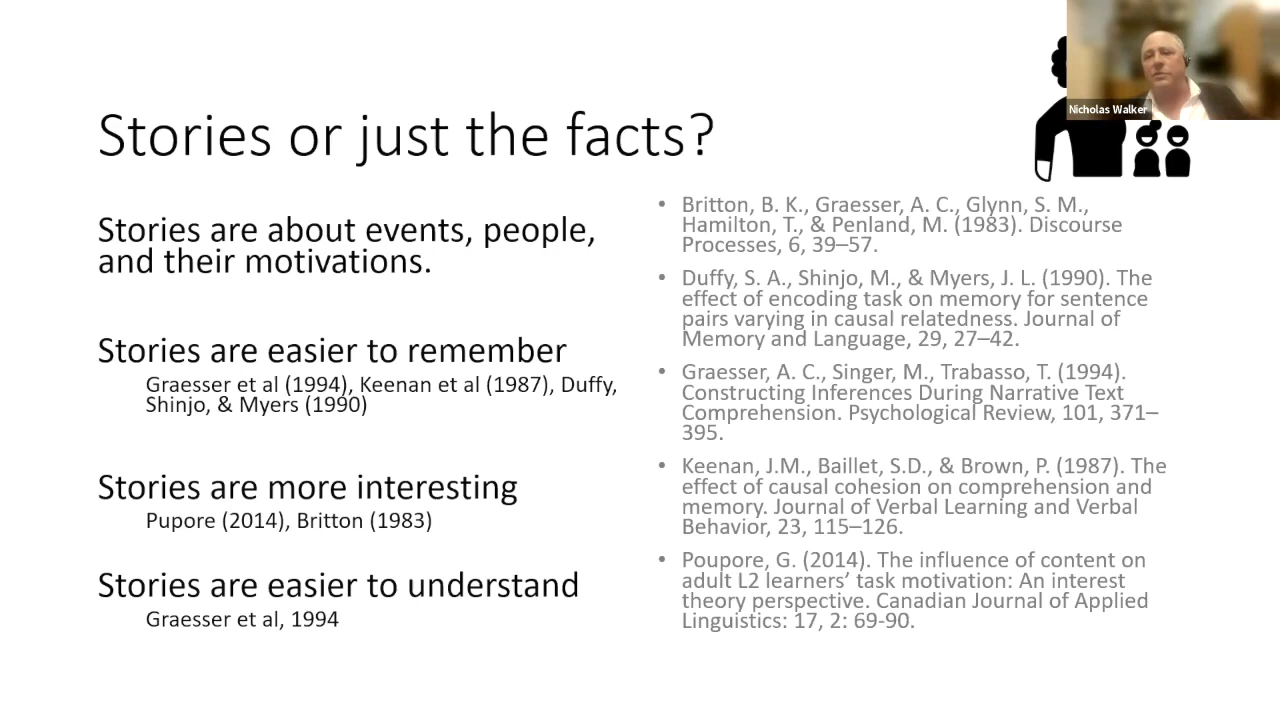 Nicholas Walker
Stories or just the facts?
Stories are about events, people,
and their motivations.
Stories are easier to remember
Graesser et al (1994), Keenan et al (1987), Duffy,
Shinjo, & Myers (1990)
Stories are more interesting
Pupore (2014), Britton (1983)
Stories are easier to understand
Graesser et al, 1994
• Britton, B. K., Graesser, A. C., Glynn, S. M.,
Hamilton, T., & Penland, M. (1983). Discourse
Processes, 6, 39–57.
• Duffy, S. A., Shinjo, M., & Myers, J. L. (1990). The
effect of encoding task on memory for sentence
pairs varying in causal relatedness. Journal of
Memory and Language, 29, 27–42.
• Graesser, A. C., Singer, M., Trabasso, T. (1994).
Constructing Inferences During Narrative Text
Comprehension. Psychological Review, 101, 371–
395.
• Keenan, J.M., Baillet, S.D., & Brown, P. (1987). The
effect of causal cohesion on comprehension and
memory. Journal of Verbal Learning and Verbal
Behavior, 23, 115–126.
• Poupore, G. (2014). The influence of content on
adult L2 learners’ task motivation: An interest
theory perspective. Canadian Journal of Applied
Linguistics: 17, 2: 69-90.